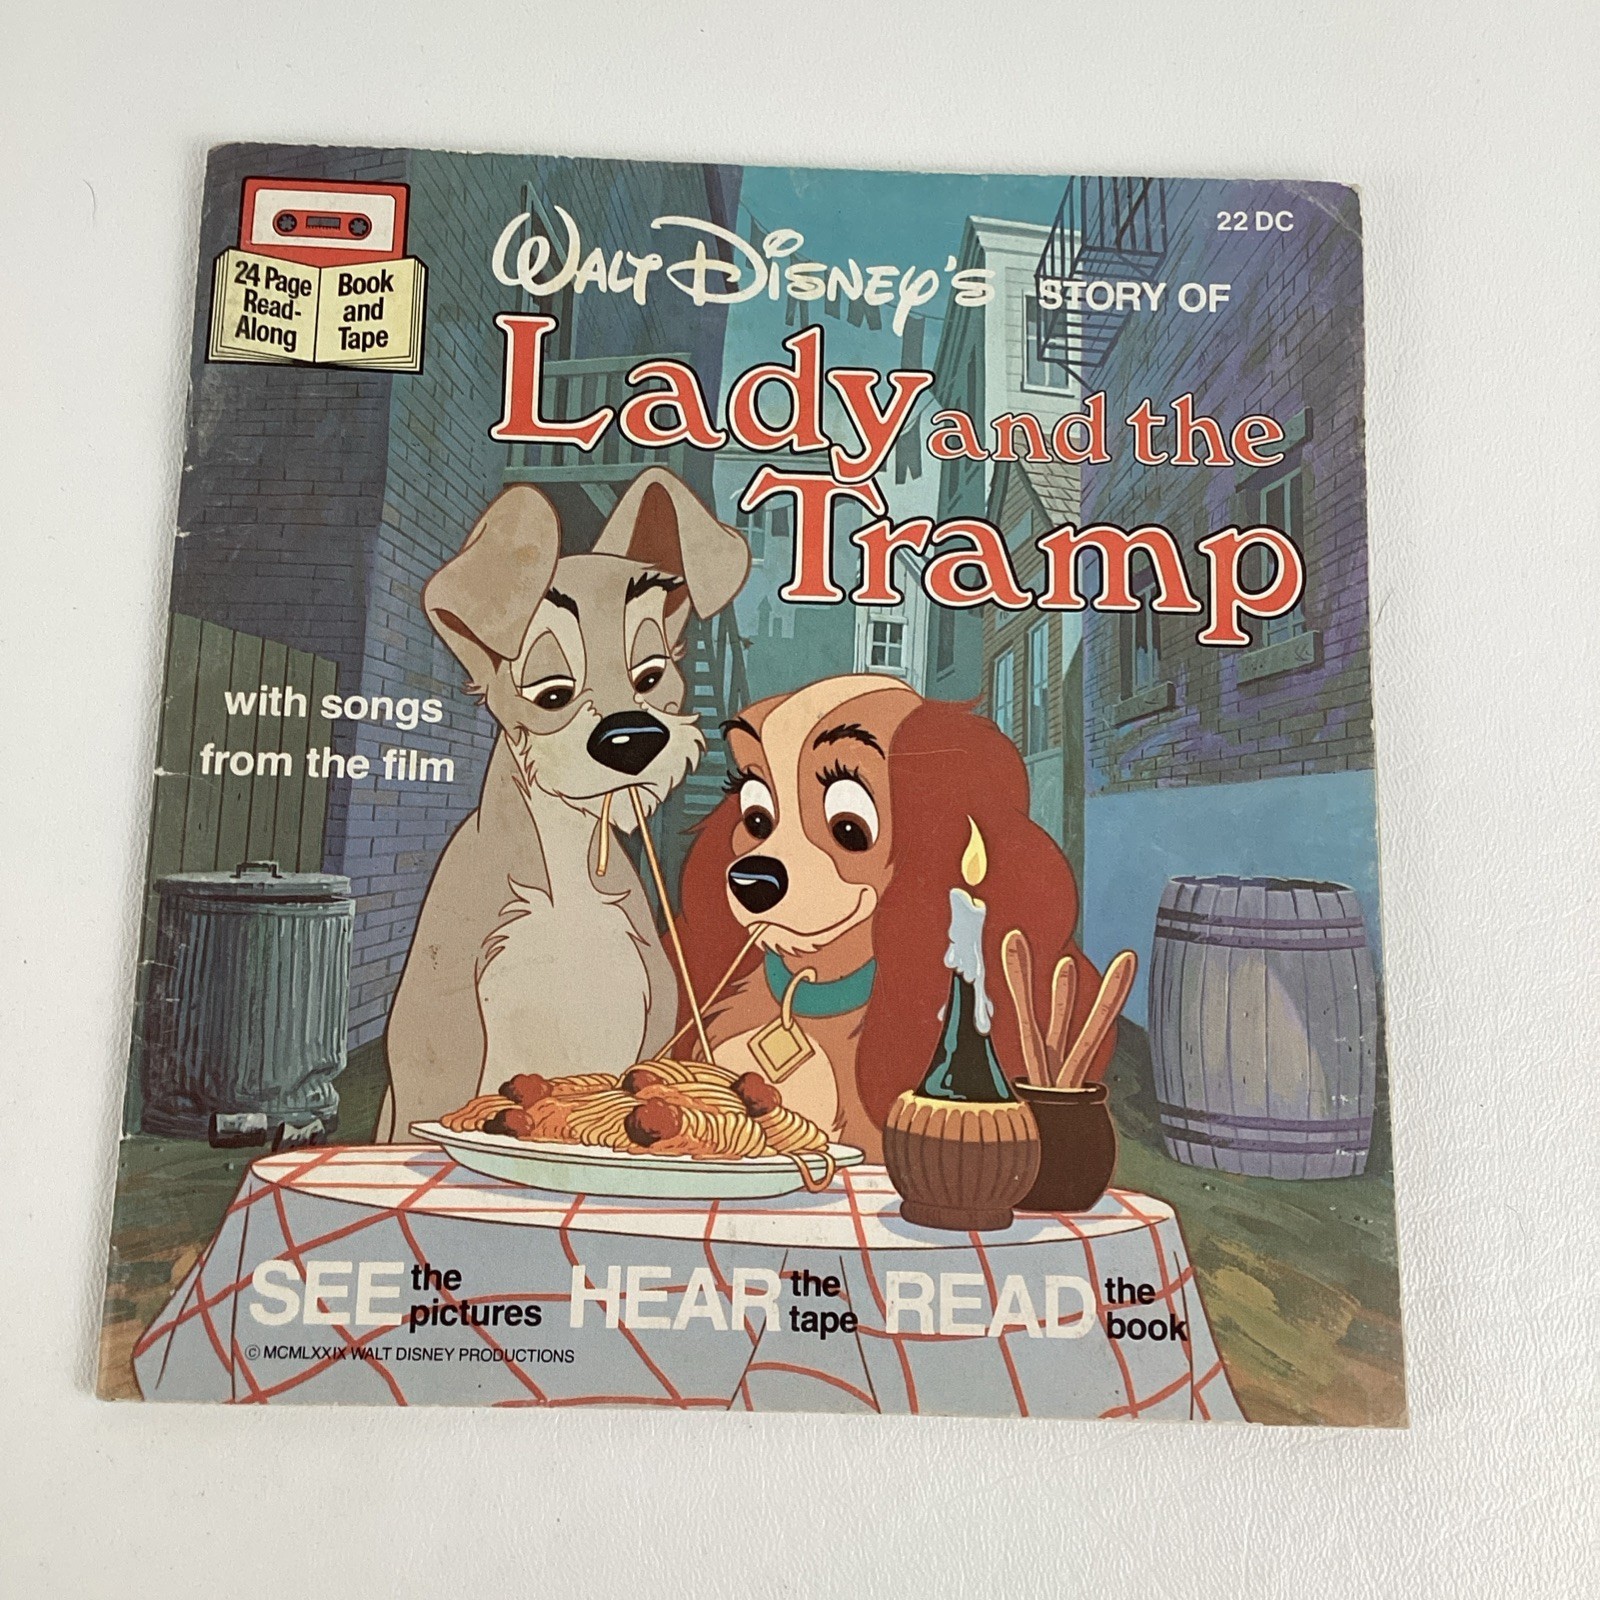 24 Page
Read-
Along
Book
and
Tape
22 DC
WALT DISNEY'S STORY OF
Lady and the
Tramp
with songs
from the film
SEE the pictures HEAR the tape READ the book
© MCMLXXIX WALT DISNEY PRODUCTIONS